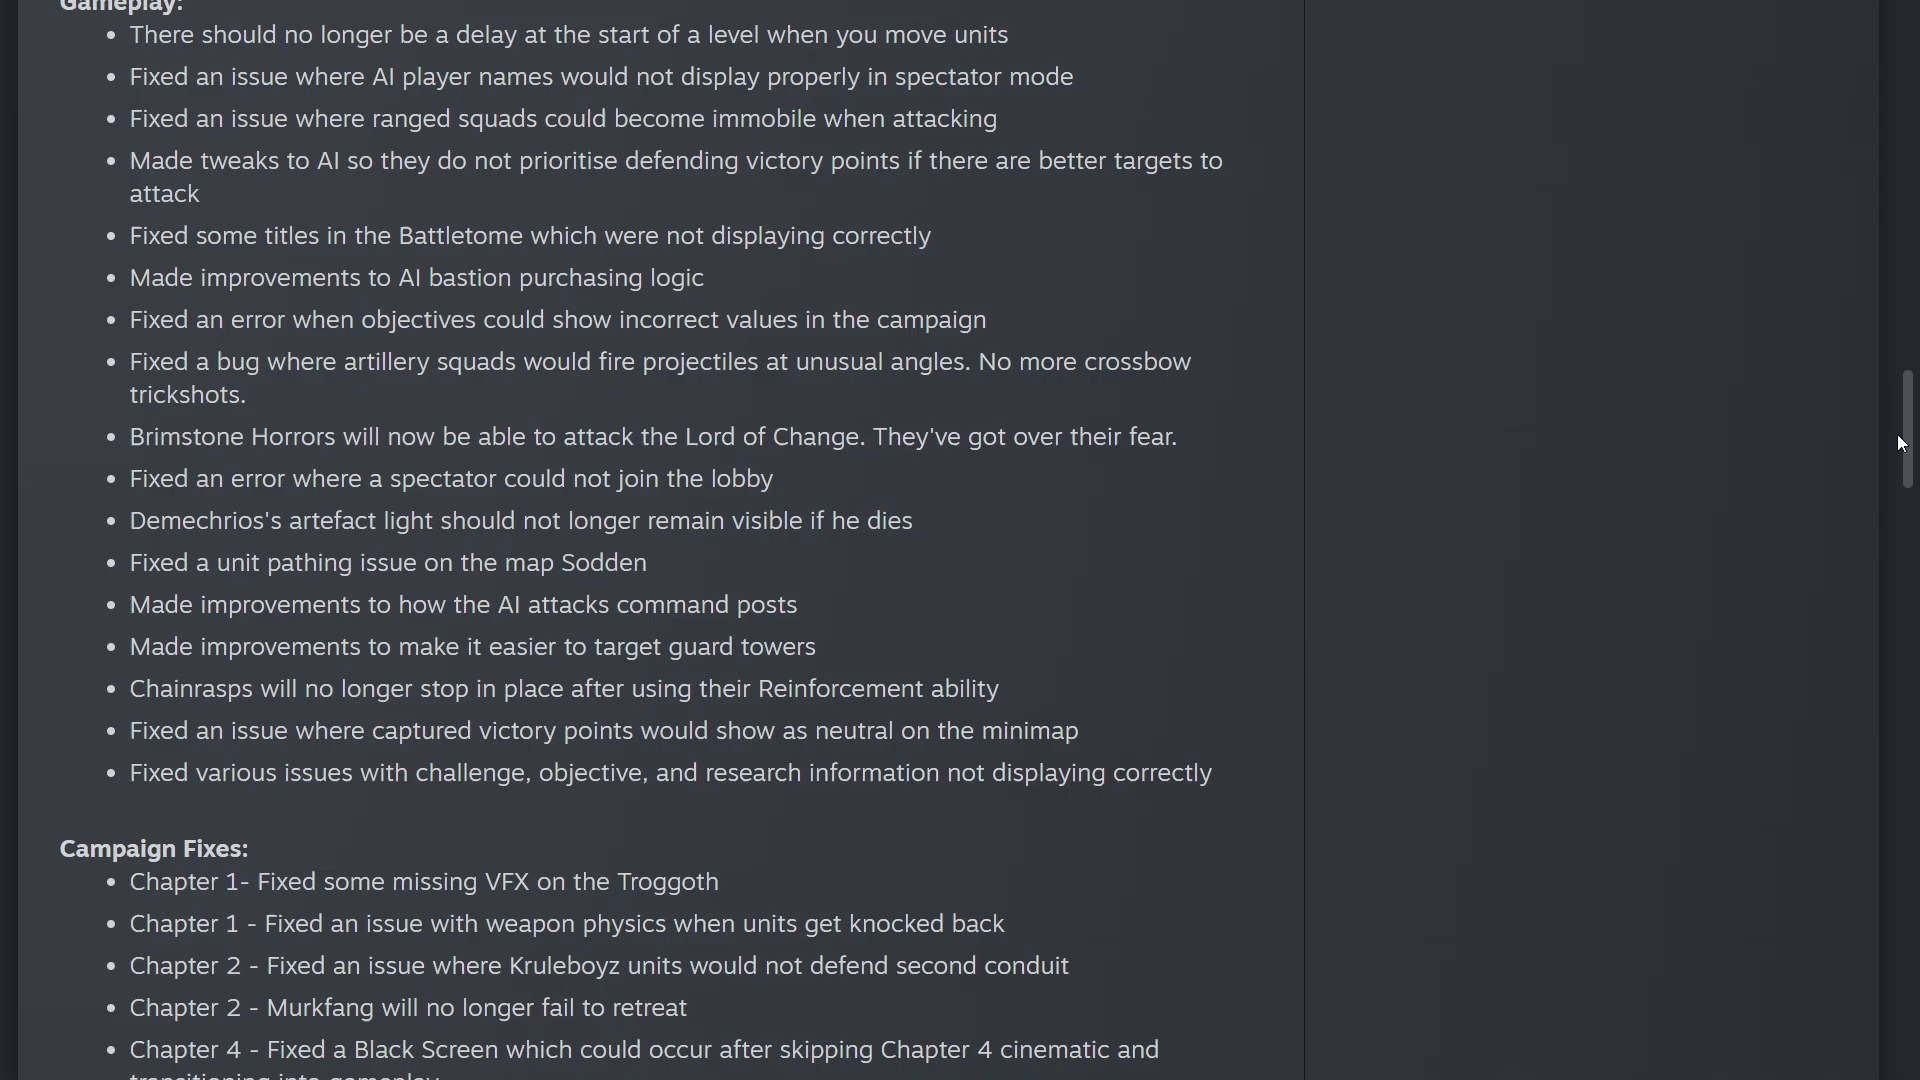 Gameplay:
There should no longer be a delay at the start of a level when you move units
Fixed an issue where AI player names would not display properly in spectator mode
Fixed an issue where ranged squads could become immobile when attacking
Made tweaks to AI so they do not prioritise defending victory points if there are better targets to
attack
Fixed some titles in the Battletome which were not displaying correctly
Made improvements to AI bastion purchasing logic
Fixed an error when objectives could show incorrect values in the campaign
Fixed a bug where artillery squads would fire projectiles at unusual angles. No more crossbow
trickshots.
Brimstone Horrors will now be able to attack the Lord of Change. They've got over their fear.
Fixed an error where a spectator could not join the lobby
Demechrios's artefact light should not longer remain visible if he dies
Fixed a unit pathing issue on the map Sodden
Made improvements to how the AI attacks command posts
Made improvements to make it easier to target guard towers
Chainrasps will no longer stop in place after using their Reinforcement ability
Fixed an issue where captured victory points would show as neutral on the minimap
Fixed various issues with challenge, objective, and research information not displaying correctly
Campaign Fixes:
Chapter 1- Fixed some missing VFX on the Troggoth
Chapter 1 - Fixed an issue with weapon physics when units get knocked back
Chapter 2 - Fixed an issue where Kruleboyz units would not defend second conduit
Chapter 2 - Murkfang will no longer fail to retreat
Chapter 4 - Fixed a Black Screen which could occur after skipping Chapter 4 cinematic and
transitioning into gameplay